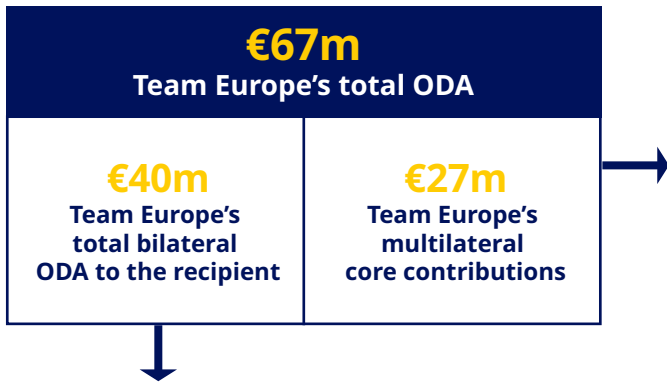 €67m
Team Europe's total ODA
€40m
Team Europe's
total bilateral
ODA to the recipient
€27m
Team Europe's
multilateral
core contributions